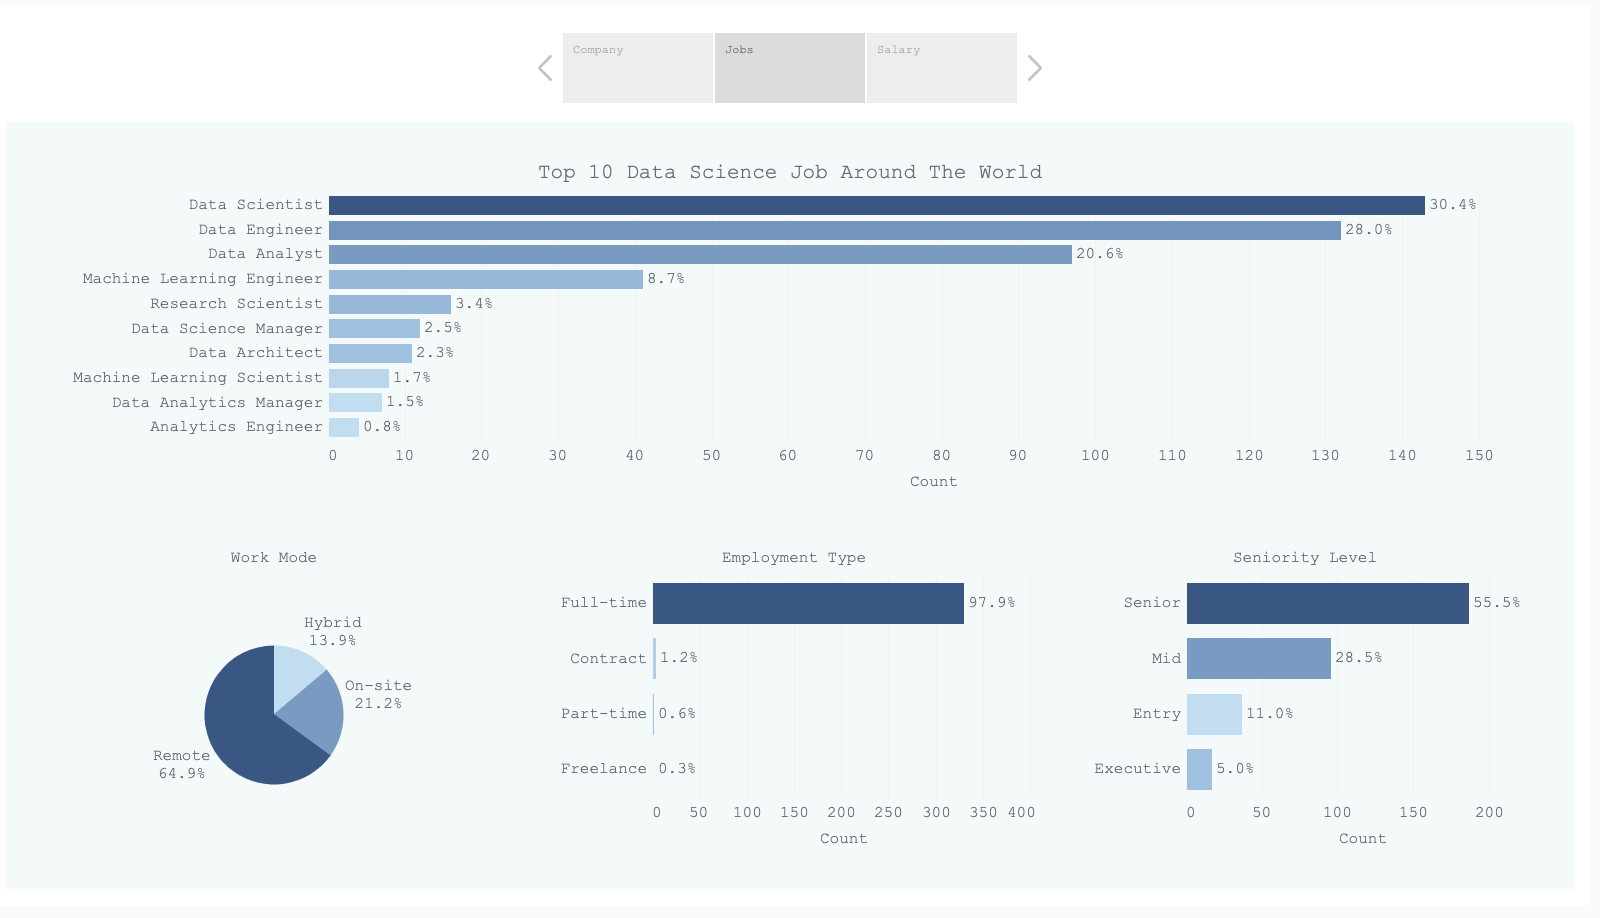 Company
Jobs
Salary
Top 10 Data Science Job Around The World
Data Scientist 30.4%
Data Engineer 28.0%
Data Analyst 20.6%
Machine Learning Engineer 8.7%
Research Scientist 3.4%
Data Science Manager 2.5%
Data Architect 2.3%
Machine Learning Scientist 1.7%
Data Analytics Manager 1.5%
Analytics Engineer 0.8%
0 10 20 30 40 50 60 70 80 90 100 110 120 130 140 150
Count
Work Mode
Hybrid
13.9%
On-site
21.2%
Remote
64.9%
Employment Type
Full-time 97.9%
Contract 1.2%
Part-time 0.6%
Freelance 0.3%
0 50 100 150 200 250 300 350 400
Count
Seniority Level
Senior 55.5%
Mid 28.5%
Entry 11.0%
Executive 5.0%
0 50 100 150 200
Count